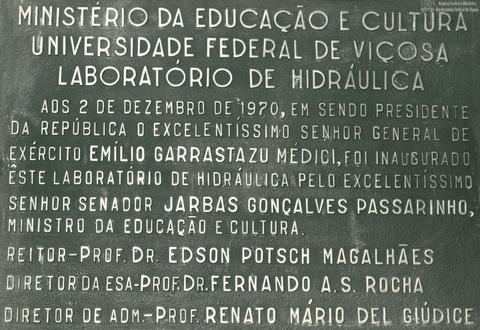 MINISTÉRIO DA EDUCAÇÃO E CULTURA
UNIVERSIDADE FEDERAL DE VIÇOSA
LABORATÓRIO DE HIDRÁULICA
AOS 2 DE DEZEMBRO DE 1970, EM SENDO PRESIDENTE
DA REPÚBLICA O EXCELENTÍSSIMO SENHOR GENERAL DE
EXÉRCITO EMÍLIO GARRASTAZU MÉDICI, FOI INAUGURADO
ÊSTE LABORATÓRIO DE HIDRÁULICA PELO EXCELENTÍSSIMO
SENHOR SENADOR JARBAS GONÇALVES PASSARINHO,
MINISTRO DA EDUCAÇÃO E CULTURA.
REITOR-PROF. DR. EDSON POTSCH MAGALHÃES
DIRETOR DA ESA-PROF. DR. FERNANDO A.S. ROCHA
DIRETOR DE ADM.-PROF. RENATO MÁRIO DEL GIÚDICE